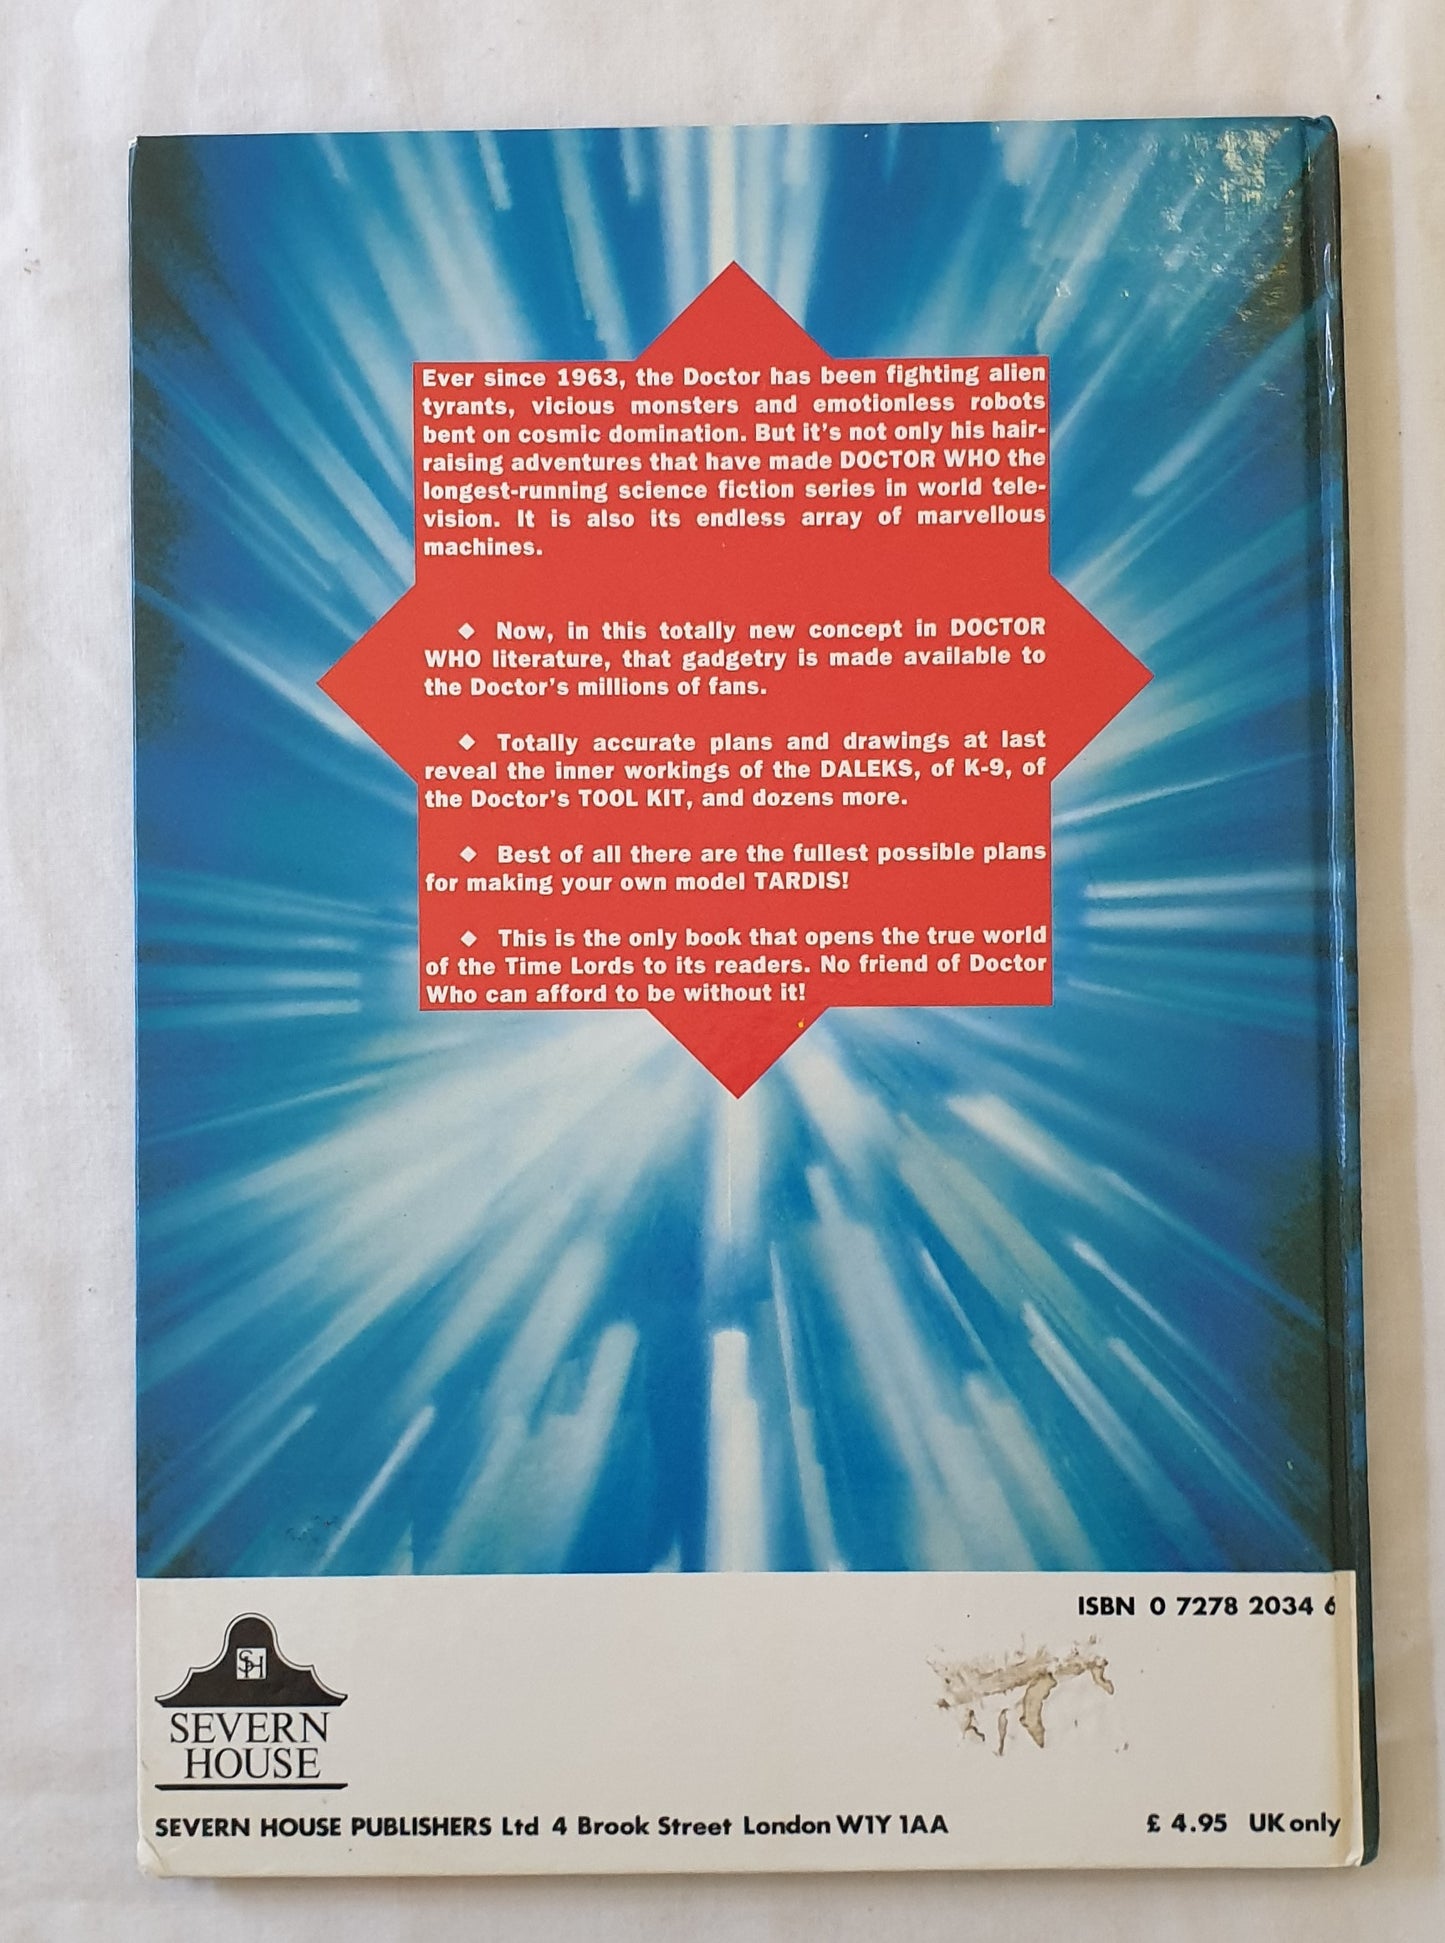 Ever since 1963, the Doctor has been fighting alien
tyrants, vicious monsters and emotionless robots
bent on cosmic domination. But it's not only his hair-
raising adventures that have made DOCTOR WHO the
longest-running science fiction series in world tele-
vision. It is also its endless array of marvellous
machines.
◆ Now, in this totally new concept in DOCTOR
WHO literature, that gadgetry is made available to
the Doctor's millions of fans.
◆ Totally accurate plans and drawings at last
reveal the inner workings of the DALEKS, of K-9, of
the Doctor's TOOL KIT, and dozens more.
◆ Best of all there are the fullest possible plans
for making your own model TARDIS!
◆ This is the only book that opens the true world
of the Time Lords to its readers. No friend of Doctor
Who can afford to be without it!
ISBN 0 7278 2034 6
SH
SEVERN
HOUSE
SEVERN HOUSE PUBLISHERS Ltd 4 Brook Street London W1Y 1AA
£ 4.95 UK only